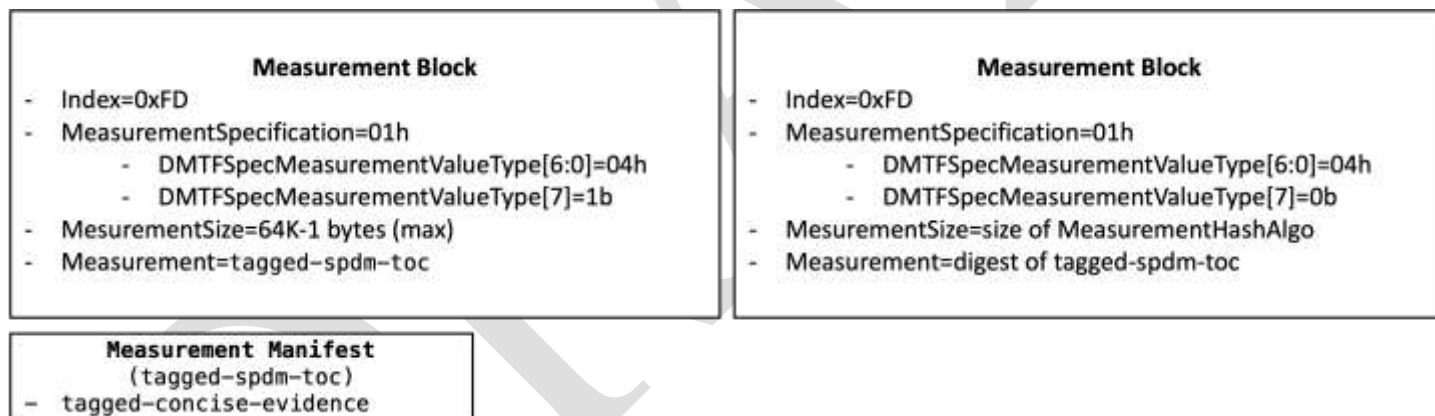 Measurement Block
- Index=0xFD
- MeasurementSpecification=01h
- DMTFSpecMeasurementValueType[6:0]=04h
- DMTFSpecMeasurementValueType[7]=1b
- MesurementSize=64K-1 bytes (max)
- Measurement=tagged-spdm-toc
Measurement Block
- Index=0xFD
- MeasurementSpecification=01h
- DMTFSpecMeasurementValueType[6:0]=04h
- DMTFSpecMeasurementValueType[7]=0b
- MesurementSize=size of MeasurementHashAlgo
- Measurement=digest of tagged-spdm-toc
Measurement Manifest
(tagged-spdm-toc)
- tagged-concise-evidence